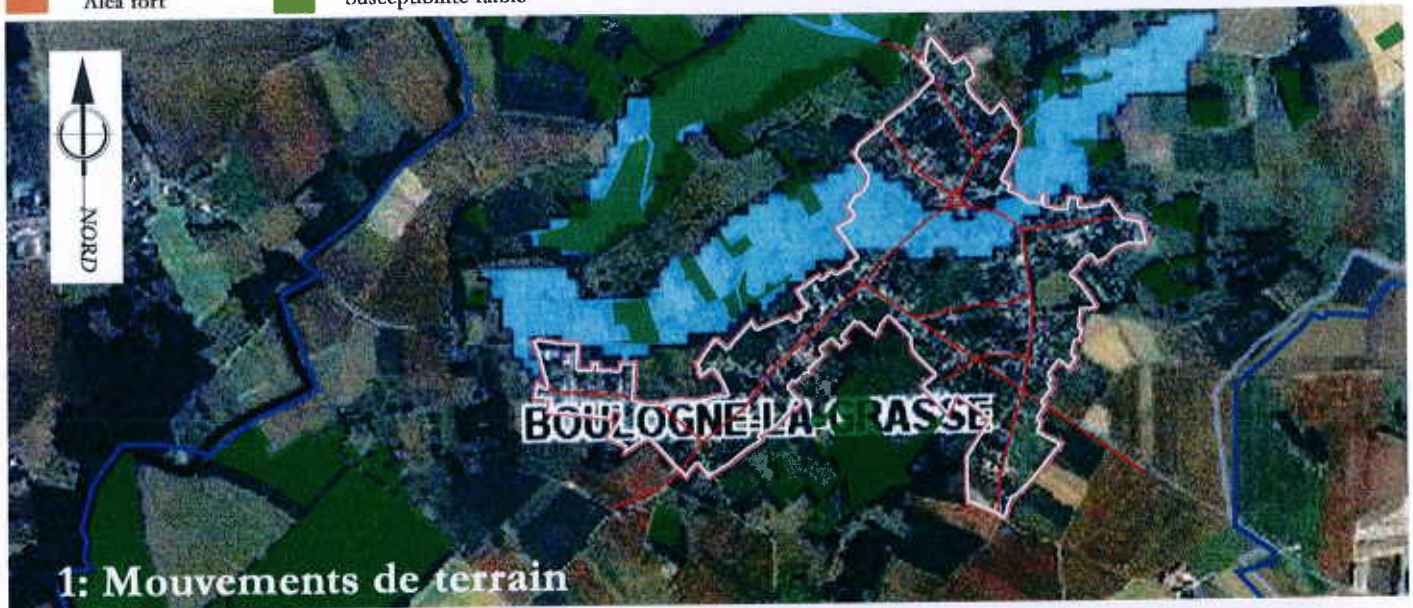 Aléa fort
Susceptibilité faible
NORD
BOULOGNE-LA-GRASSE
1: Mouvements de terrain